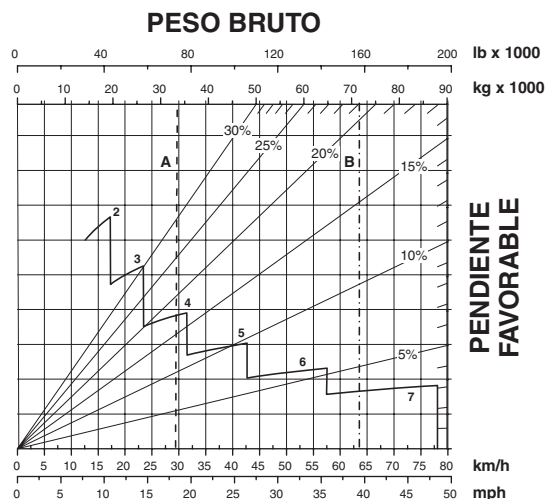 PESO BRUTO
0 40 80 120 160 200 lb x 1000
0 10 20 30 40 50 60 70 80 90 kg x 1000
30%
25%
A 20% B
15%
2
3
10%
4
5
5%
6
7
PENDIENTE
FAVORABLE
0 5 10 15 20 25 30 35 40 45 50 55 60 65 70 75 80 km/h
0 5 10 15 20 25 30 35 40 45 50 mph